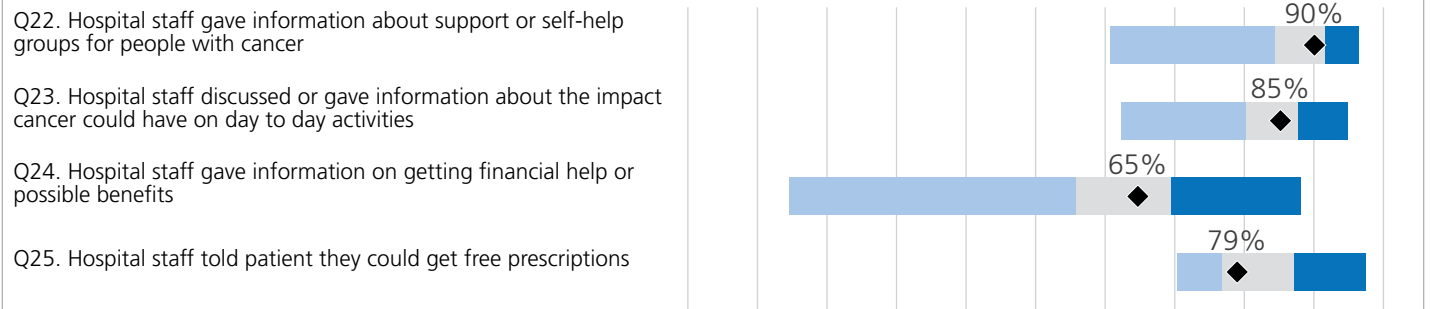 Q22. Hospital staff gave information about support or self-help
groups for people with cancer
90%
Q23. Hospital staff discussed or gave information about the impact
cancer could have on day to day activities
85%
Q24. Hospital staff gave information on getting financial help or
possible benefits
65%
Q25. Hospital staff told patient they could get free prescriptions
79%